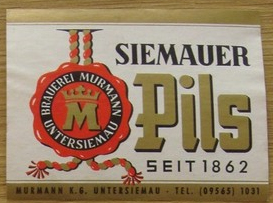 SIEMAUER
Pils
SEIT 1862
BRAUEREI MURMANN
UNTERSIEMAU
M
MURMANN K.G. UNTERSIEMAU - TEL. (09565) 1031